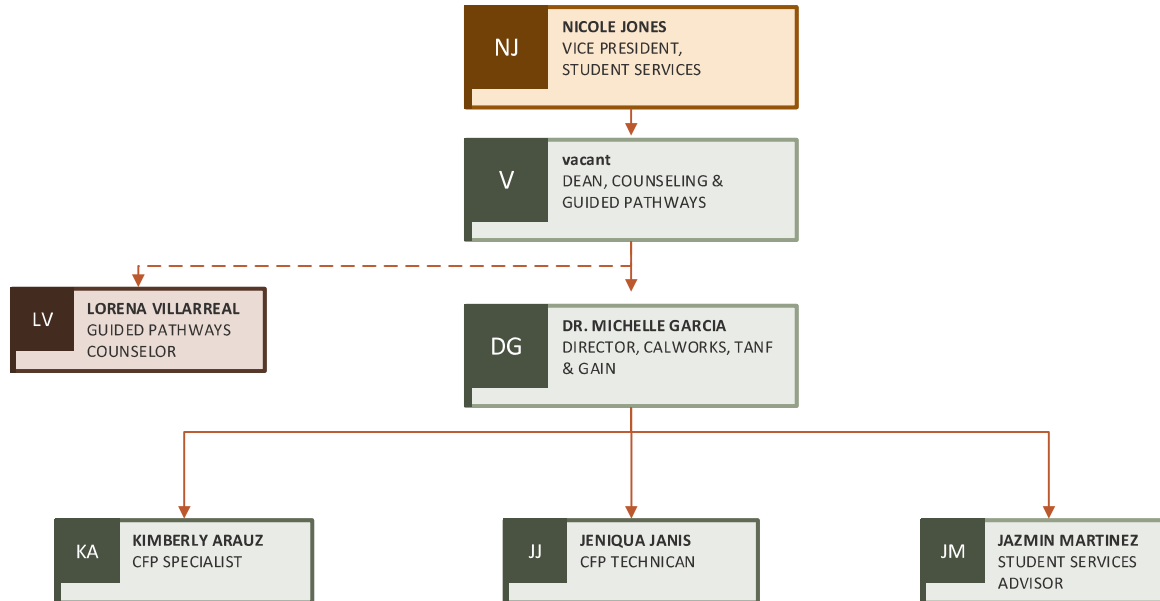 NJ
NICOLE JONES
VICE PRESIDENT,
STUDENT SERVICES
V
vacant
DEAN, COUNSELING &
GUIDED PATHWAYS
LV
LORENA VILLARREAL
GUIDED PATHWAYS
COUNSELOR
DG
DR. MICHELLE GARCIA
DIRECTOR, CALWORKS, TANF
& GAIN
KA
KIMBERLY ARAUZ
CFP SPECIALIST
JJ
JENIQUA JANIS
CFP TECHNICAN
JM
JAZMIN MARTINEZ
STUDENT SERVICES
ADVISOR